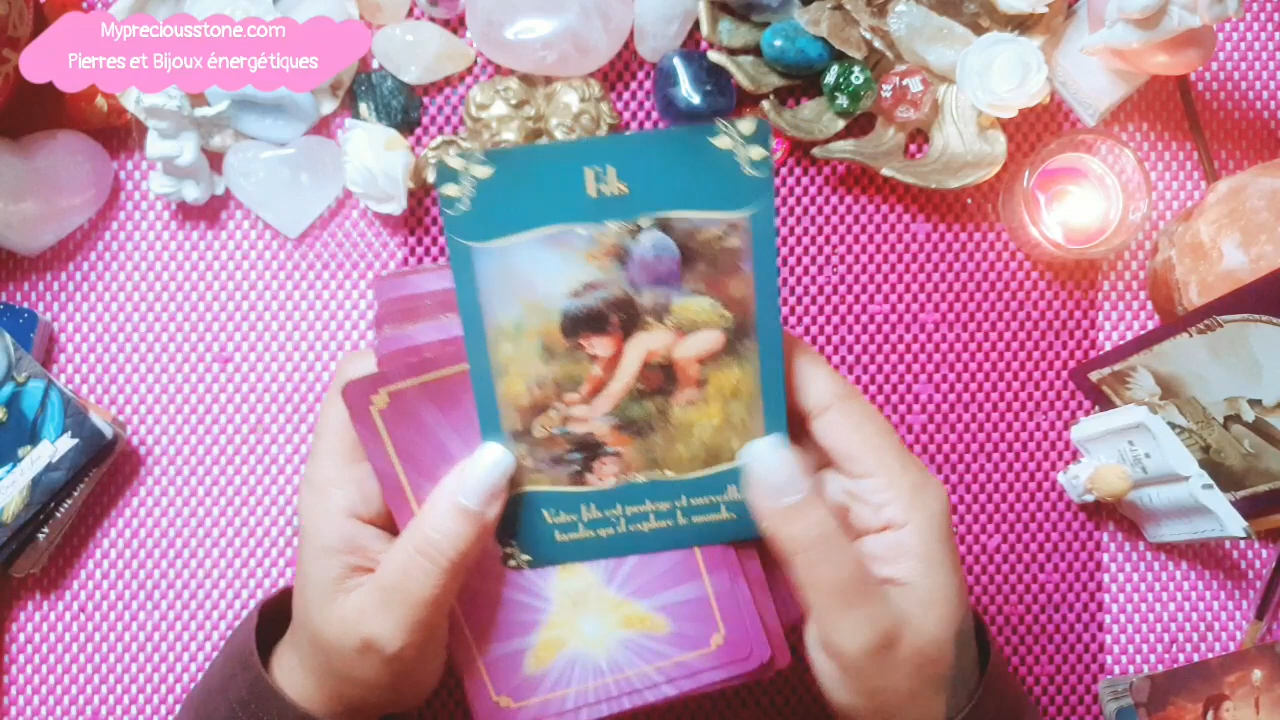 Mypreciousstone.com
Pierres et Bijoux énergétiques
Fils
Votre fils est protégé et surveillé
tandis qu'il explore le monde.